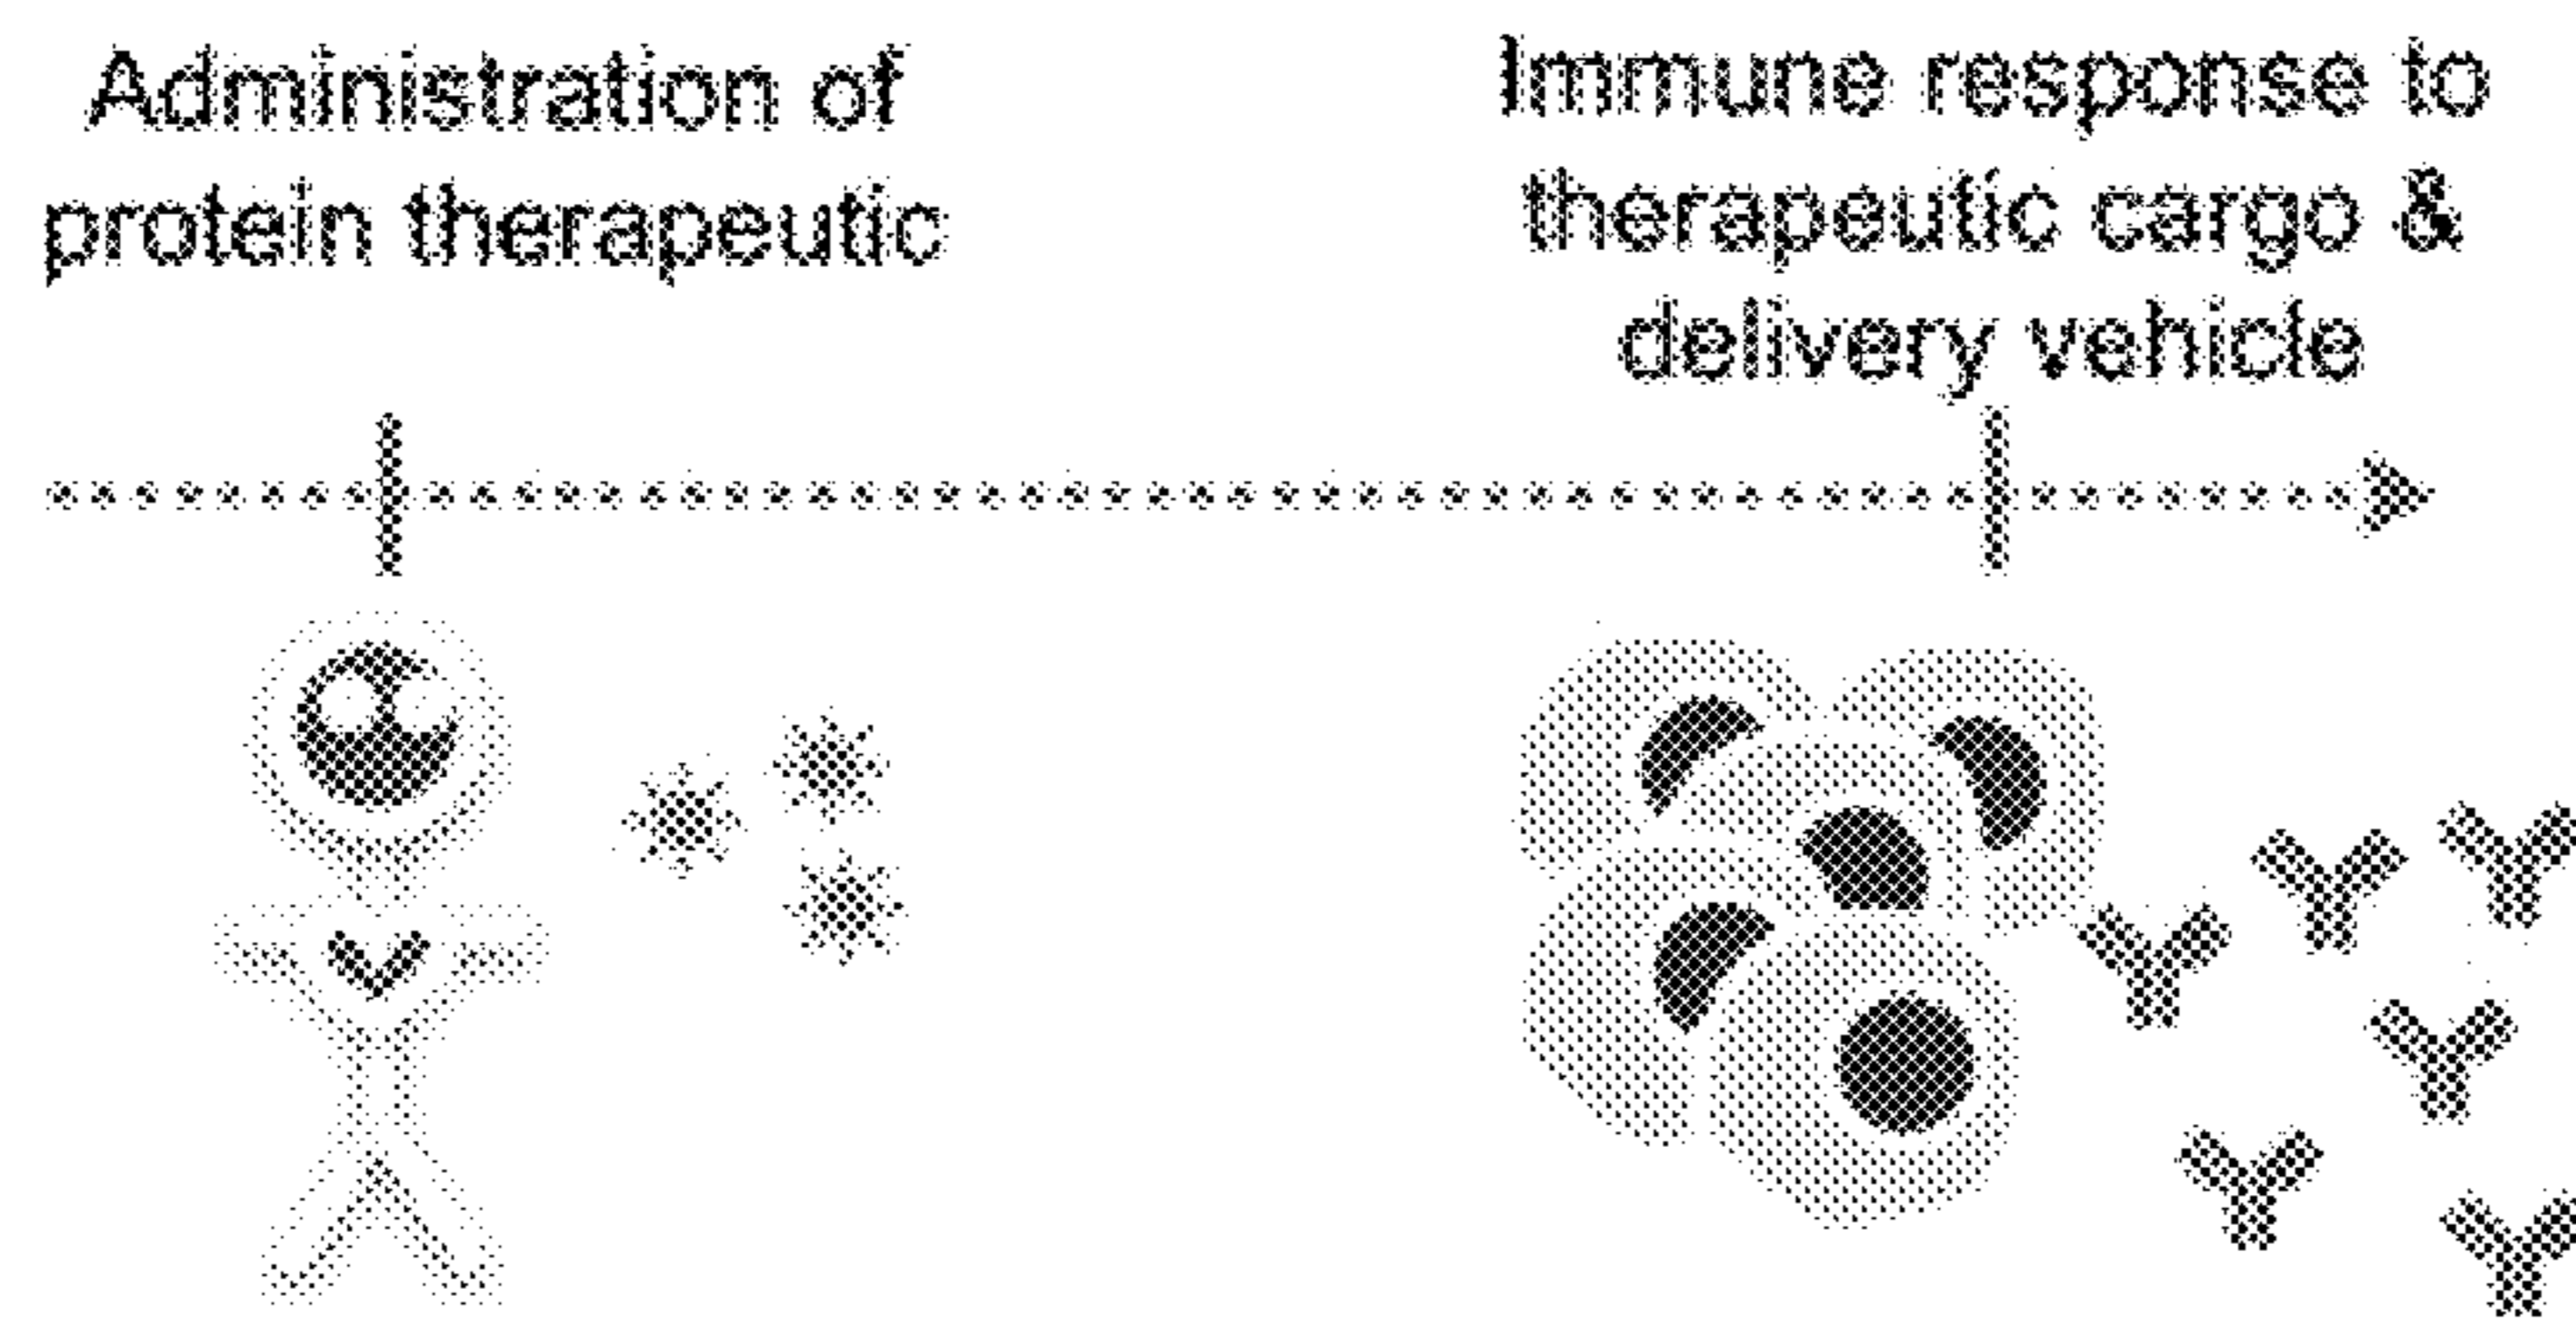 Administration of
protein therapeutic
Immune response to
therapeutic cargo &
delivery vehicle